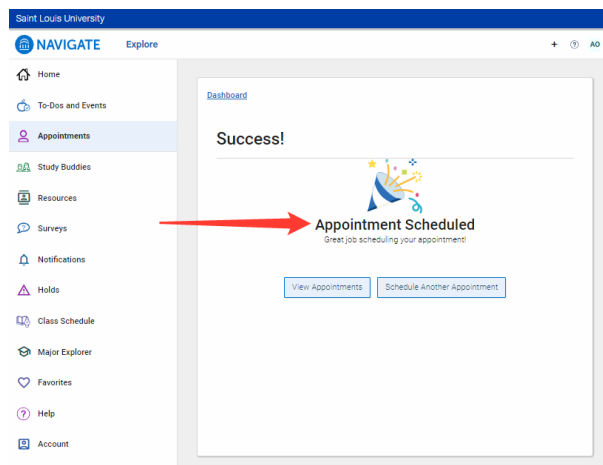 Saint Louis University
NAVIGATE Explore
+ ? AO
Home
To-Dos and Events
Appointments
Study Buddies
Resources
Surveys
Notifications
Holds
Class Schedule
Major Explorer
Favorites
? Help
Account
Dashboard
Success!
Appointment Scheduled
Great job scheduling your appointment!
View Appointments Schedule Another Appointment